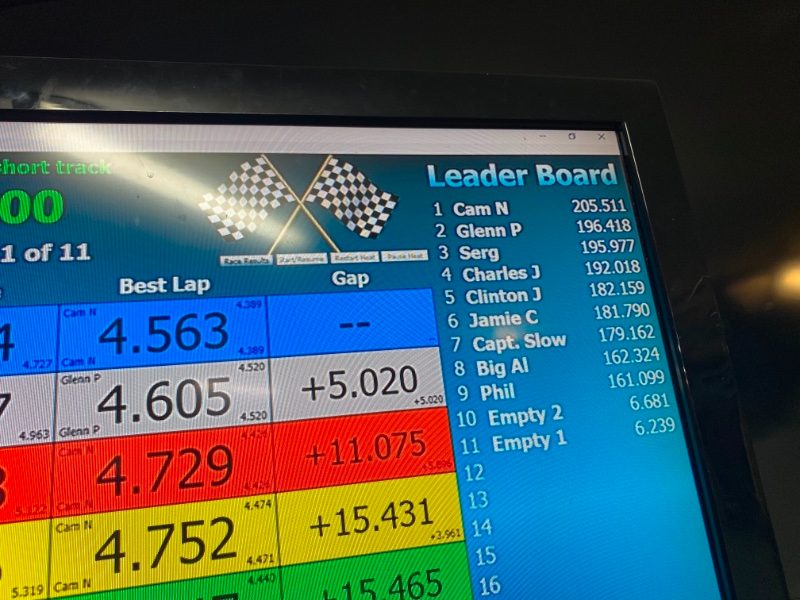 short track
00
1 of 11
Race Results Start/Resume Restart Heat Pause Heat
Best Lap
Gap
Leader Board
1 Cam N 205.511
2 Glenn P 196.418
3 Serg 195.977
4 Charles J 192.018
5 Clinton J 182.159
6 Jamie C 181.790
7 Capt. Slow 179.162
8 Big Al 162.324
9 Phil 161.099
10 Empty 2 6.681
11 Empty 1 6.239
12
13
14
15
16
Cam N 4.389
4.563 --
4.727 Cam N 4.389
Glenn P 4.520
4.605 +5.020
4.963 Glenn P 4.520 +5.020
Cam N
4.729 +11.075
Cam N
Cam N 4.474
4.752 +15.431
5.319 Cam N 4.471 +3.961
4.440
+15.465